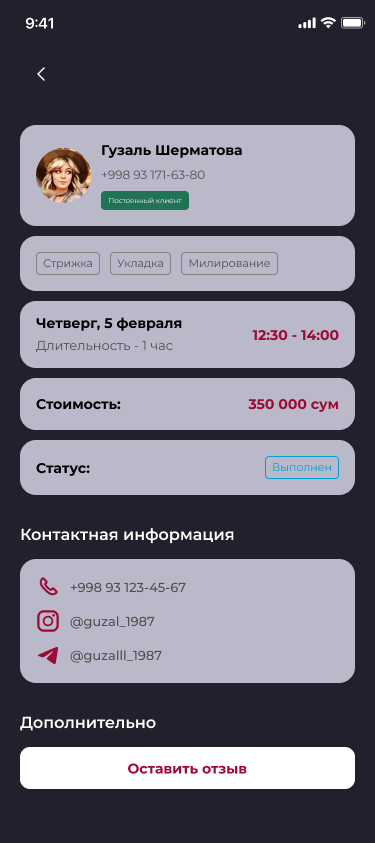 9:41
Гузаль Шерматова
+998 93 171-63-80
Постоянный клиент
Стрижка Укладка Милирование
Четверг, 5 февраля
12:30 - 14:00
Длительность - 1 час
Стоимость: 350 000 сум
Статус: Выполнен
Контактная информация
+998 93 123-45-67
@guzal_1987
@guzalll_1987
Дополнительно
Оставить отзыв